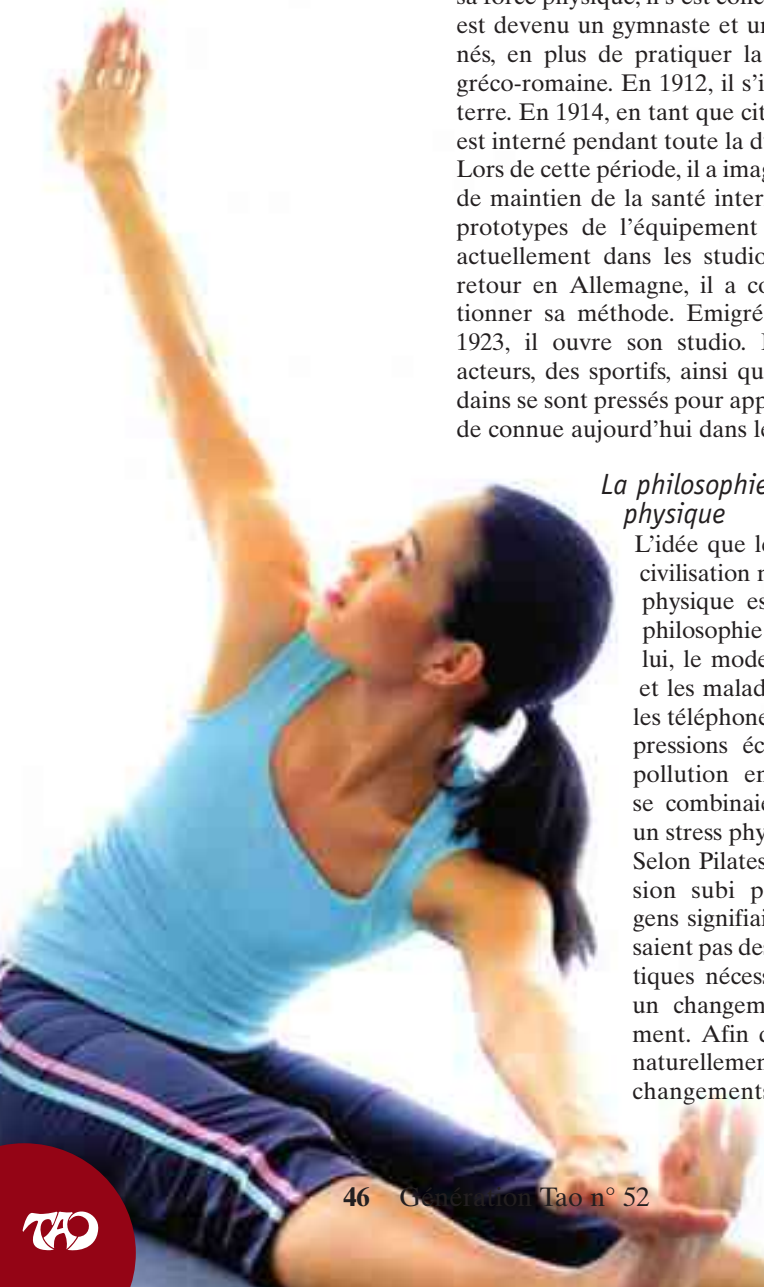 sa force physique, il s'est conc
est devenu un gymnaste et un
nés, en plus de pratiquer la
gréco-romaine. En 1912, il s'i
terre. En 1914, en tant que cit
est interné pendant toute la d
Lors de cette période, il a imag
de maintien de la santé inter
prototypes de l'équipement
actuellement dans les studio
retour en Allemagne, il a co
tionner sa méthode. Emigré
1923, il ouvre son studio.
acteurs, des sportifs, ainsi qu
dains se sont pressés pour app
de connue aujourd'hui dans le
La philosophie
physique
L'idée que le
civilisation
physique es
philosophie
lui, le mode
et les malad
les téléphone
pressions éc
pollution en
se combinaie
un stress phy
Selon Pilates
sion subi p
gens signifiai
saient pas de
tiques nécess
un changem
ment. Afin
naturellemen
changements
46 Génération Tao n° 52
TAO